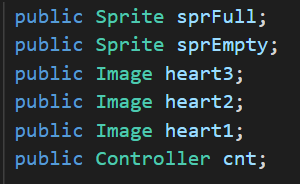 public Sprite sprFull;
public Sprite sprEmpty;
public Image heart3;
public Image heart2;
public Image heart1;
public Controller cnt;